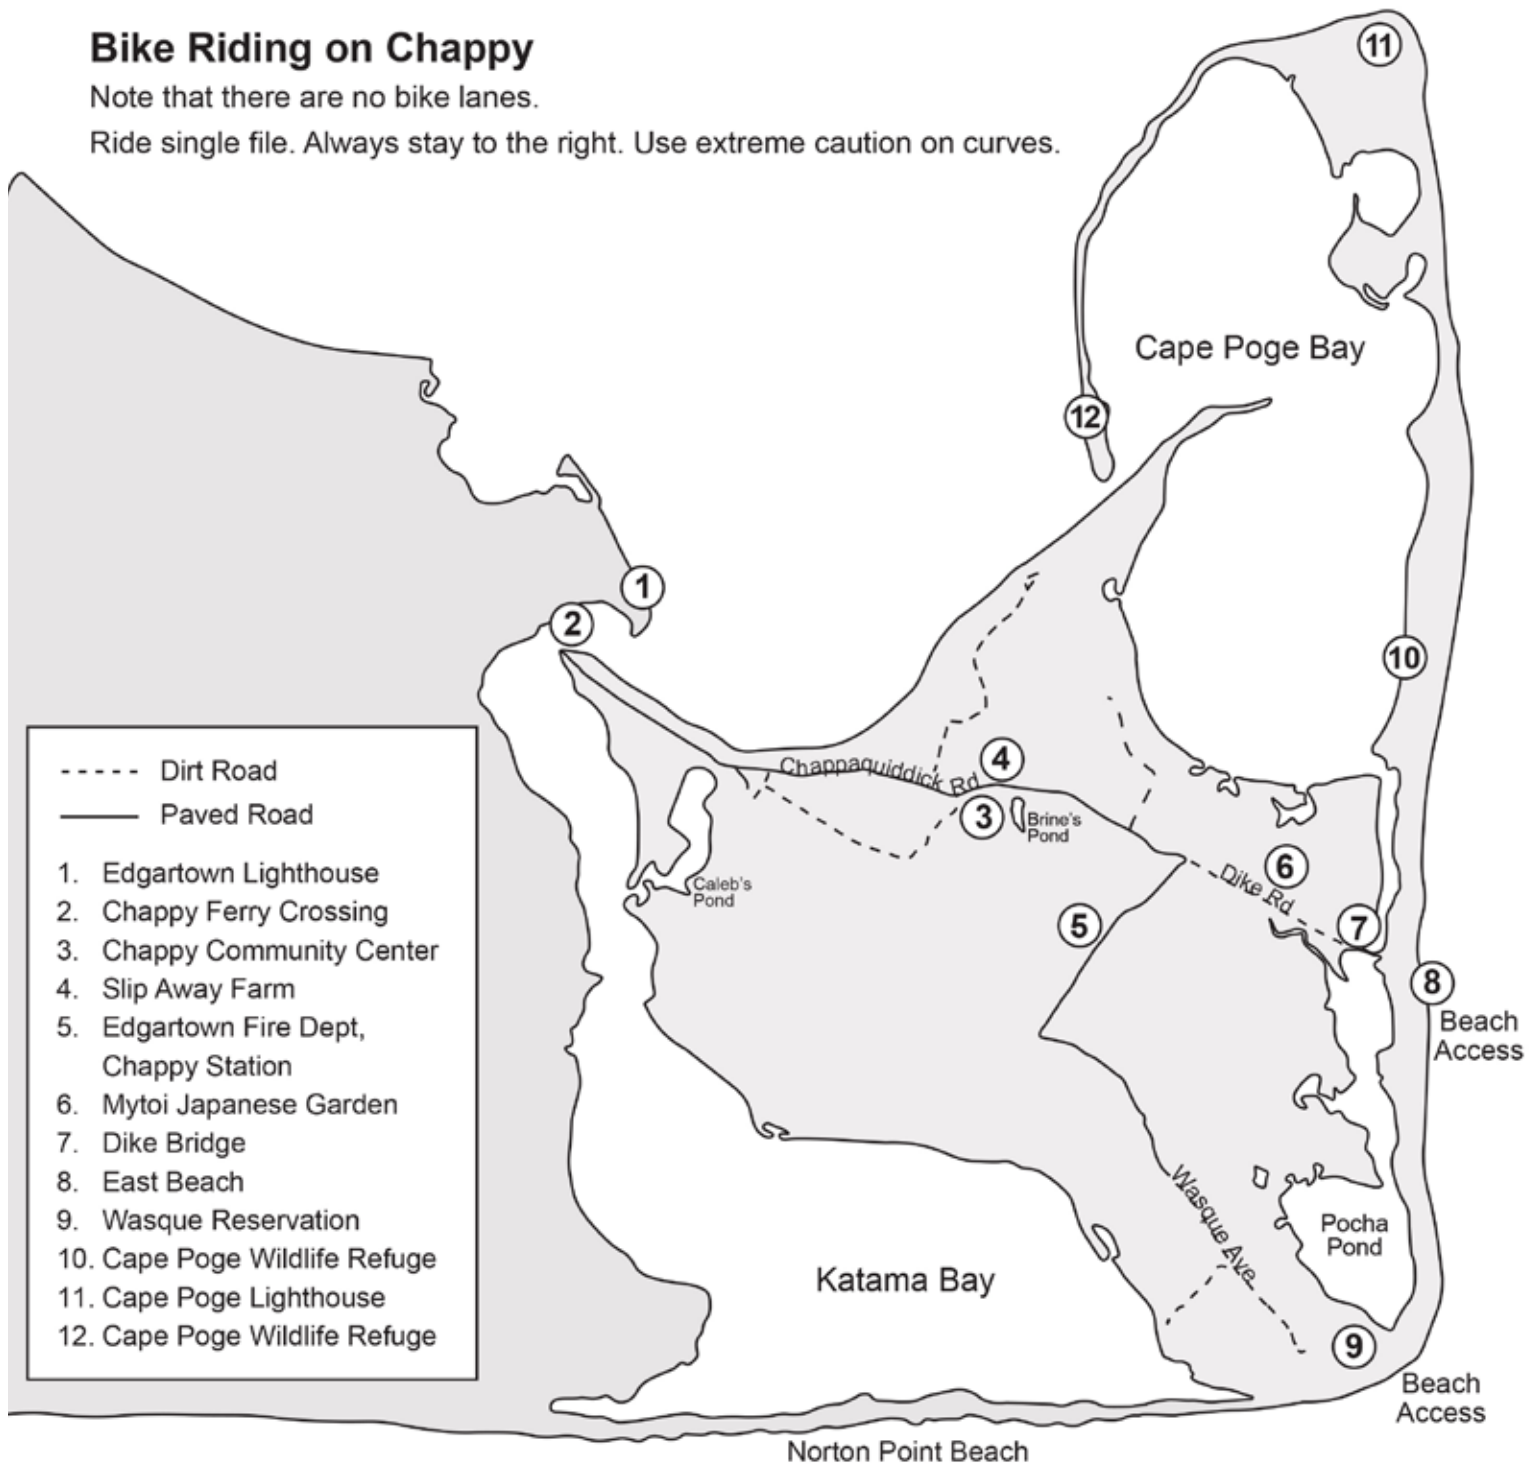 Bike Riding on Chappy
Note that there are no bike lanes.
Ride single file. Always stay to the right. Use extreme caution on curves.
11
Cape Poge Bay
12
1
2
10
Chappaquiddick Rd
4
3
Brine's
Pond
Caleb's
Pond
6
Dike Rd
5
7
8
Beach
Access
Wasque Ave
Pocha
Pond
Katama Bay
9
Beach
Access
Norton Point Beach
Dirt Road
Paved Road
1. Edgartown Lighthouse
2. Chappy Ferry Crossing
3. Chappy Community Center
4. Slip Away Farm
5. Edgartown Fire Dept,
Chappy Station
6. Mytoi Japanese Garden
7. Dike Bridge
8. East Beach
9. Wasque Reservation
10. Cape Poge Wildlife Refuge
11. Cape Poge Lighthouse
12. Cape Poge Wildlife Refuge